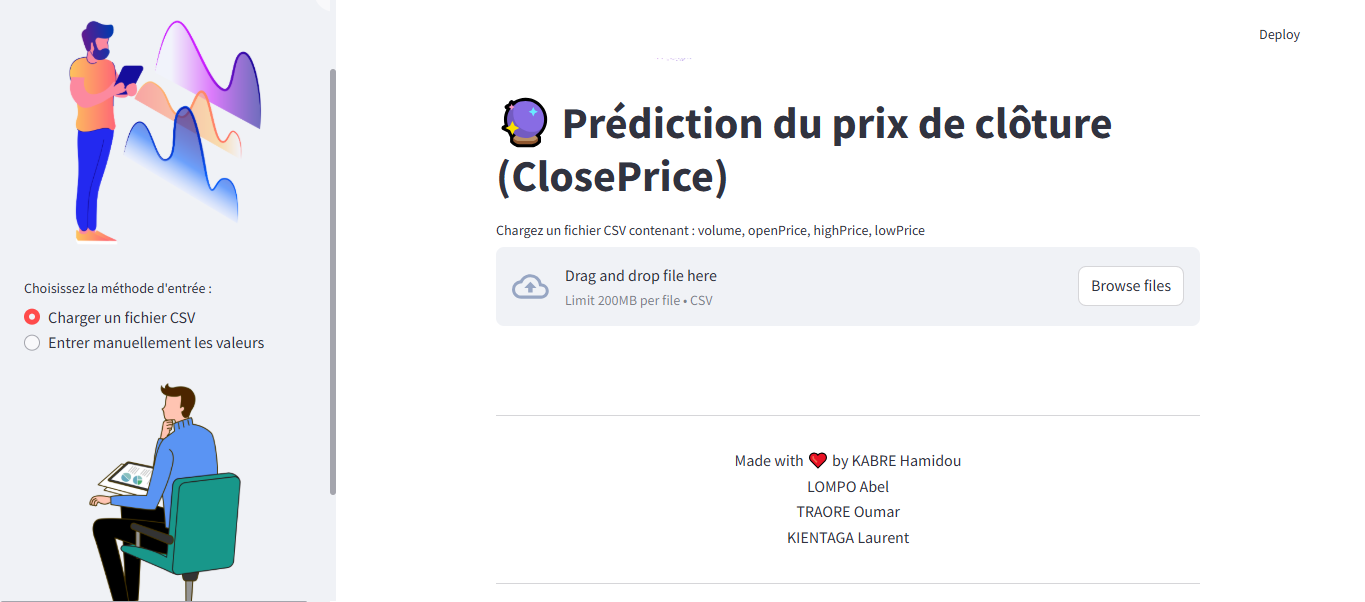 Deploy
Choisissez la méthode d'entrée :
Charger un fichier CSV
Entrer manuellement les valeurs
Prédiction du prix de clôture
(ClosePrice)
Chargez un fichier CSV contenant : volume, openPrice, highPrice, lowPrice
Drag and drop file here
Limit 200MB per file • CSV
Browse files
Made with ❤️ by KABRE Hamidou
LOMPO Abel
TRAORE Oumar
KIENTAGA Laurent